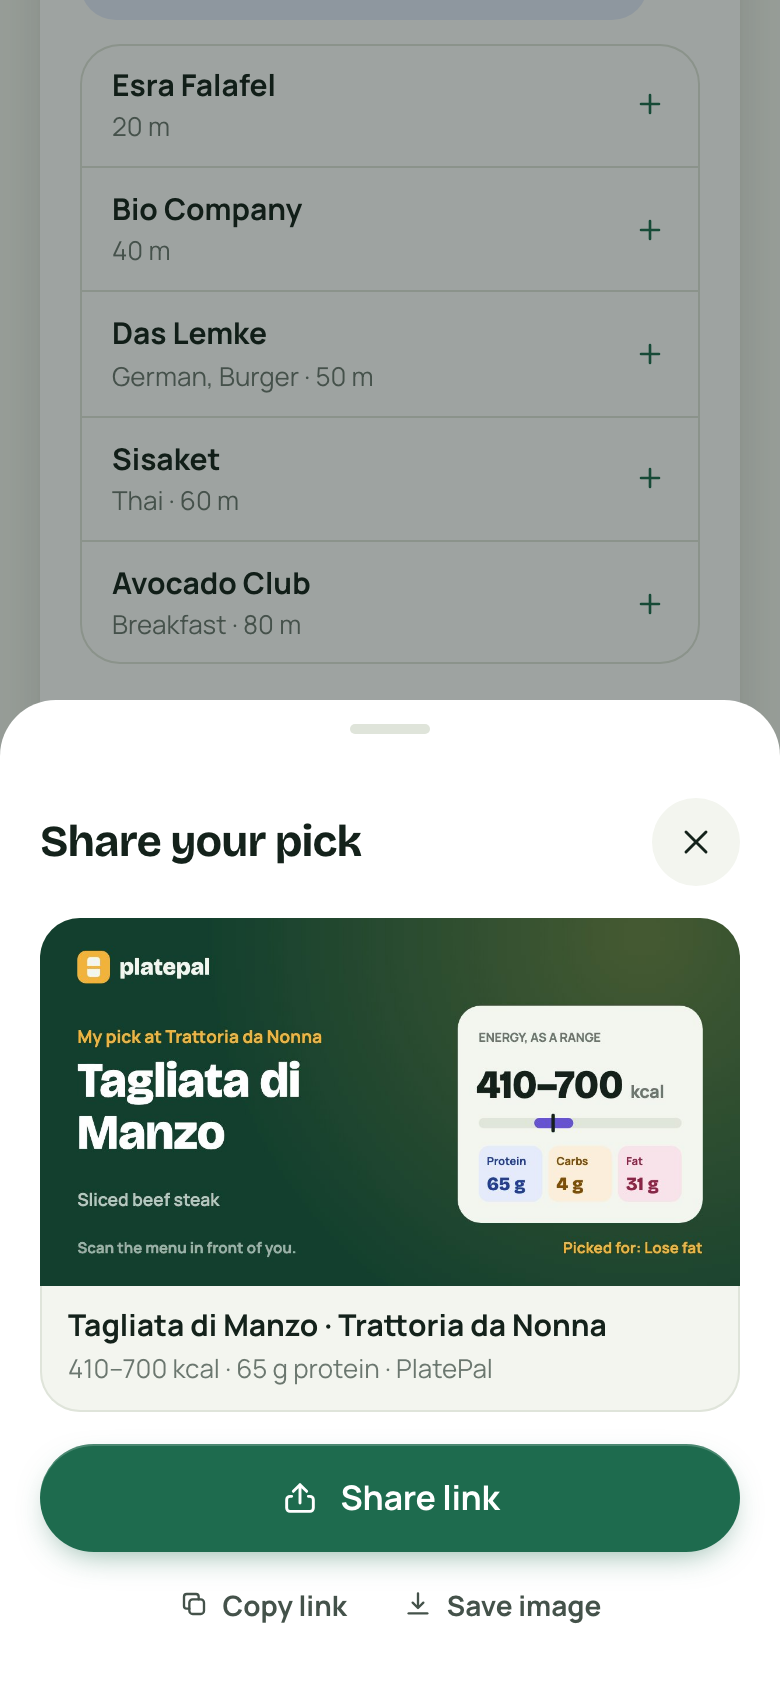 Esra Falafel
20 m
Bio Company
40 m
Das Lemke
German, Burger · 50 m
Sisaket
Thai · 60 m
Avocado Club
Breakfast · 80 m
Share your pick
platepal
My pick at Trattoria da Nonna
Tagliata di
Manzo
Sliced beef steak
Scan the menu in front of you.
ENERGY, AS A RANGE
410–700 kcal
Protein Carbs Fat
65 g 4 g 31 g
Picked for: Lose fat
Tagliata di Manzo · Trattoria da Nonna
410–700 kcal · 65 g protein · PlatePal
Share link
Copy link Save image